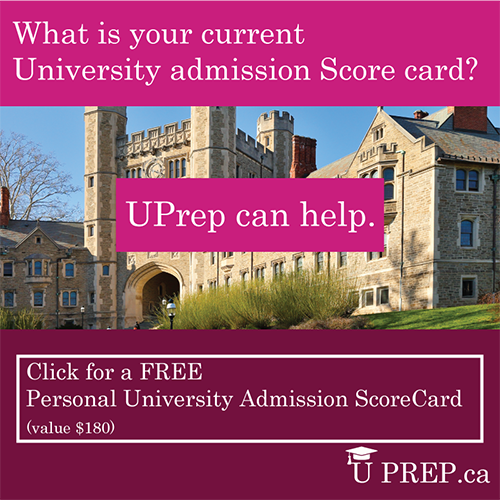 What is your current
University admission Score card?
UPrep can help.
Click for a FREE
Personal University Admission ScoreCard
(value $180)
U PREP.ca